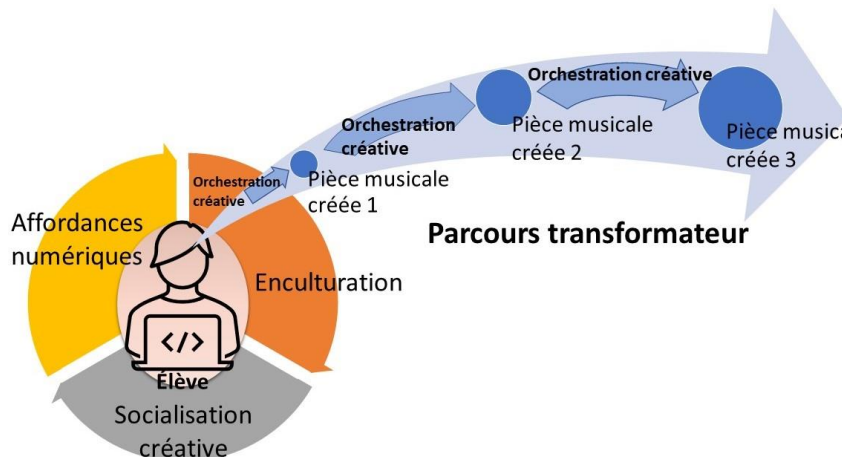 Orchestration créative
Orchestration
créative
Pièce musicale
créée 2
Pièce music
créée 3
Orchestration
créative
Pièce musicale
créée 1
Affordances
numériques
Parcours transformateur
Enculturation
</>
Élève
Socialisation
créative